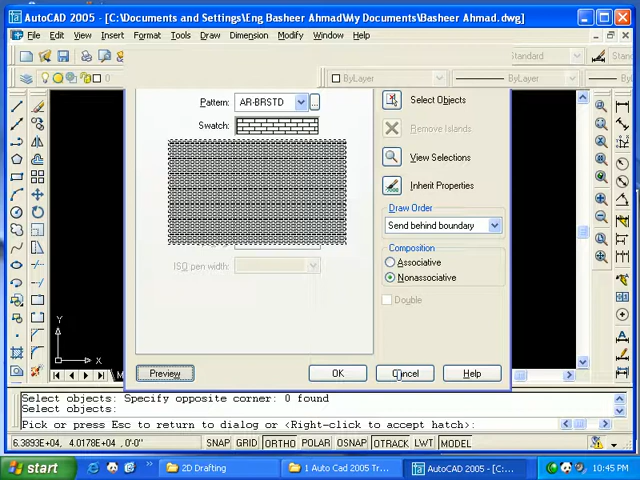 AutoCAD 2005 - [C:\Documents and Settings\Eng Basheer Ahmad\My Documents\Basheer Ahmad.dwg]
File Edit View Insert Format Tools Draw Dimension Modify Window Help
Standard
Standa
0
ByLayer
ByLayer
Pattern: AR-BRSTD
...
Select Objects
Swatch:
Remove Islands
View Selections
Inherit Properties
Draw Order
Send behind boundary
Composition
ISO pen width:
Associative
Nonassociative
Double
Y
X
Preview OK Cancel Help
M
Select objects: Specify opposite corner: 0 found
Select objects:
Pick or press Esc to return to dialog or <Right-click to accept hatch>:
6.3893E+04, 4.0178E+04, 0'-0" SNAP GRID ORTHO POLAR OSNAP OTRACK LWT MODEL
start 2D Drafting 1 Auto Cad 2005 Tr... AutoCAD 2005 - [C:... 10:45 PM